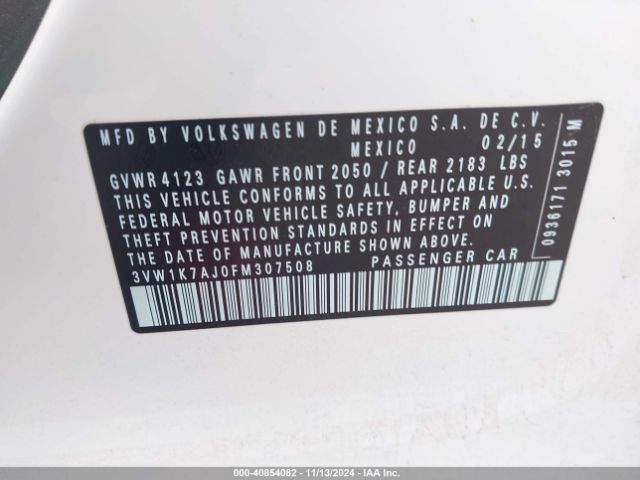 MFD BY VOLKSWAGEN DE MEXICO S.A. DE C.V.
MEXICO 02/15
GVWR 4123 GAWR FRONT 2050 / REAR 2183 LBS
THIS VEHICLE CONFORMS TO ALL APPLICABLE U.S.
FEDERAL MOTOR VEHICLE SAFETY, BUMPER AND
THEFT PREVENTION STANDARDS IN EFFECT ON
THE DATE OF MANUFACTURE SHOWN ABOVE.
3VW1K7AJ0FM307508 PASSENGER CAR
0936171 3015 M
000-40854082 - 11/13/2024 - IAA Inc.